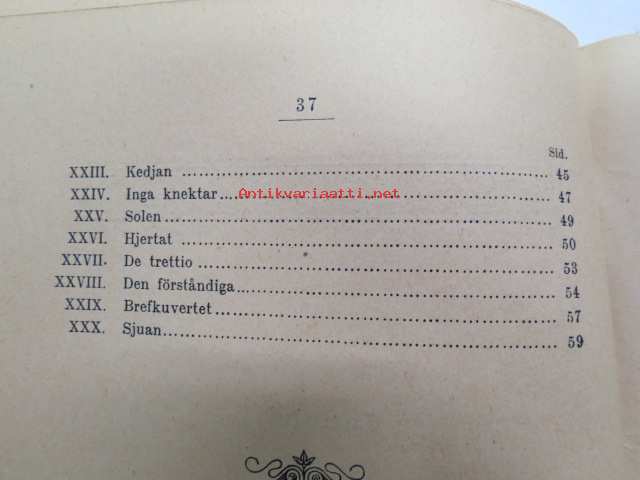 37
Sid.
XXIII. Kedjan 45
XXIV. Inga knektar 47
Antikvariaatti.net
XXV. Solen 49
XXVI. Hjertat 50
XXVII. De trettio 53
XXVIII. Den förståndiga 54
XXIX. Brefkuvertet 57
XXX. Sjuan 59